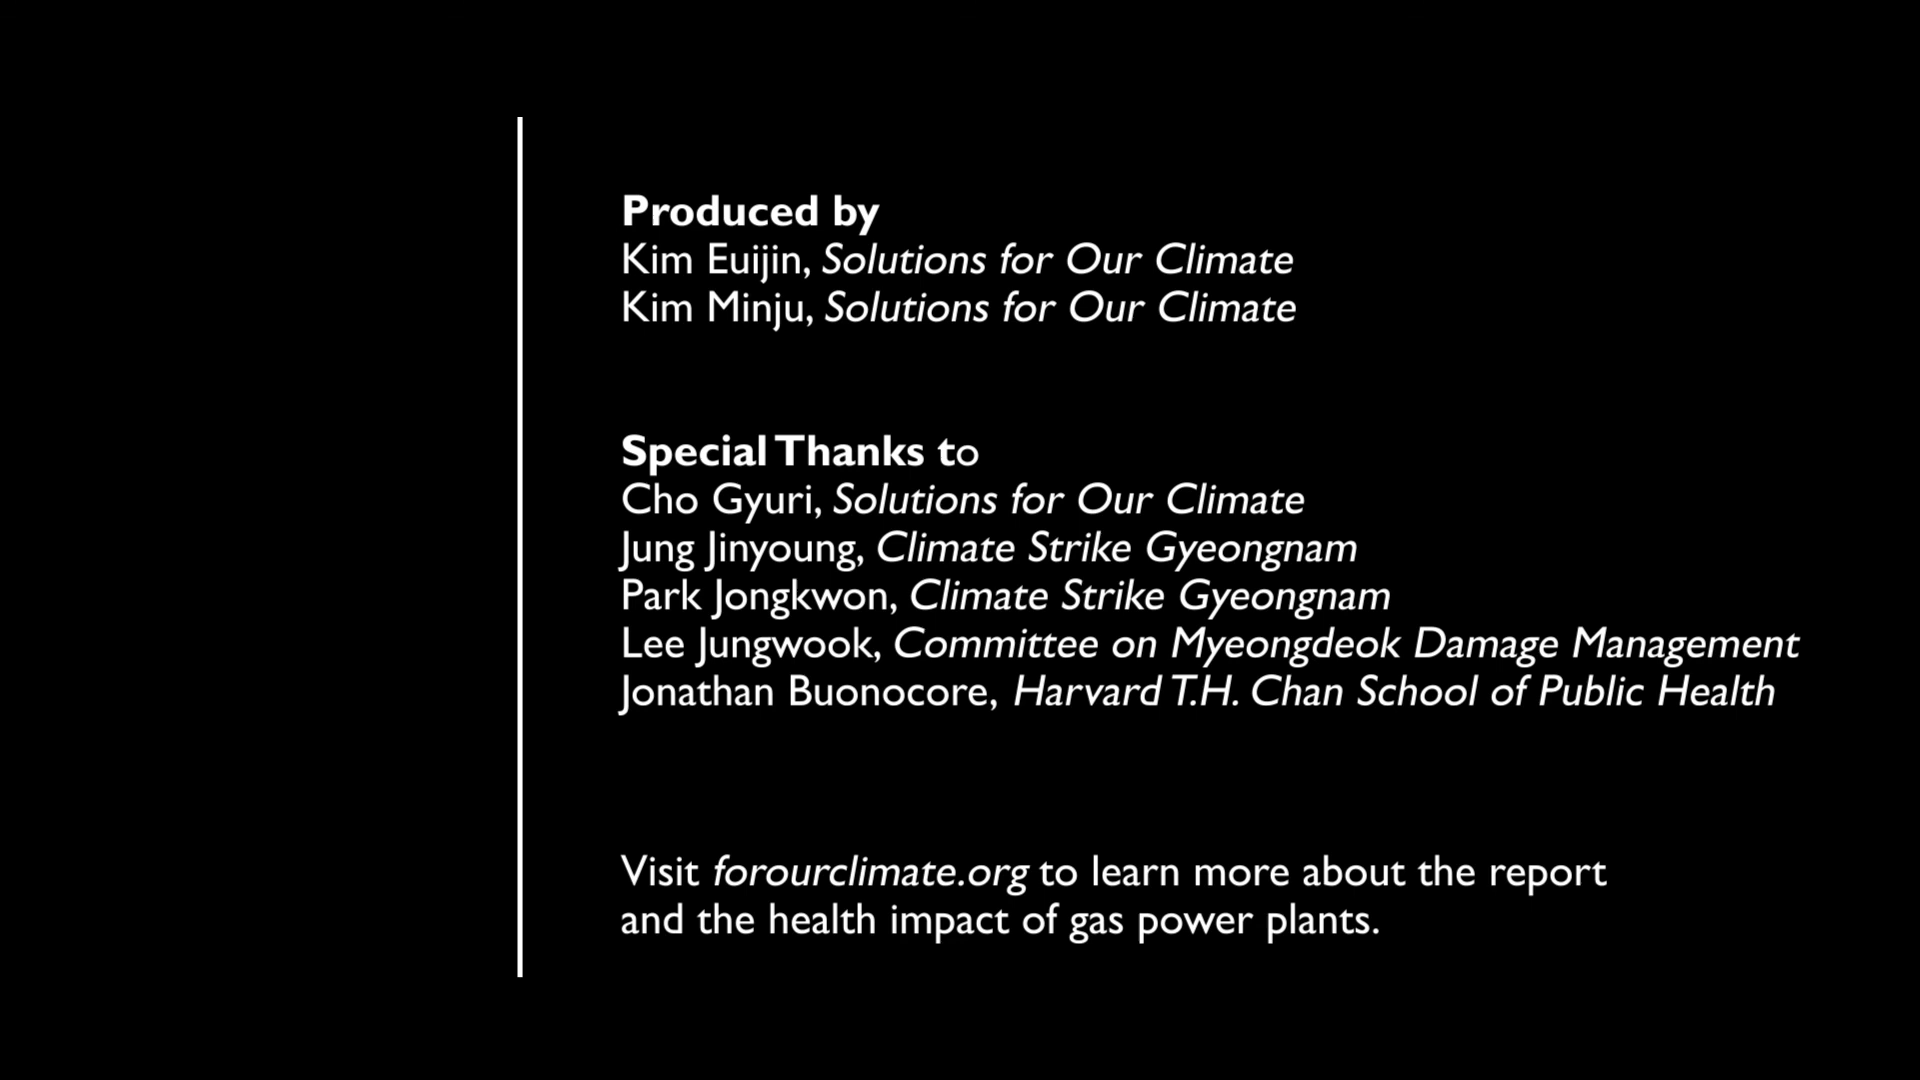 Produced by
Kim Euijin, Solutions for Our Climate
Kim Minju, Solutions for Our Climate
Special Thanks to
Cho Gyuri, Solutions for Our Climate
Jung Jinyoung, Climate Strike Gyeongnam
Park Jongkwon, Climate Strike Gyeongnam
Lee Jungwook, Committee on Myeongdeok Damage Management
Jonathan Buonocore, Harvard T.H. Chan School of Public Health
Visit forourclimate.org to learn more about the report
and the health impact of gas power plants.